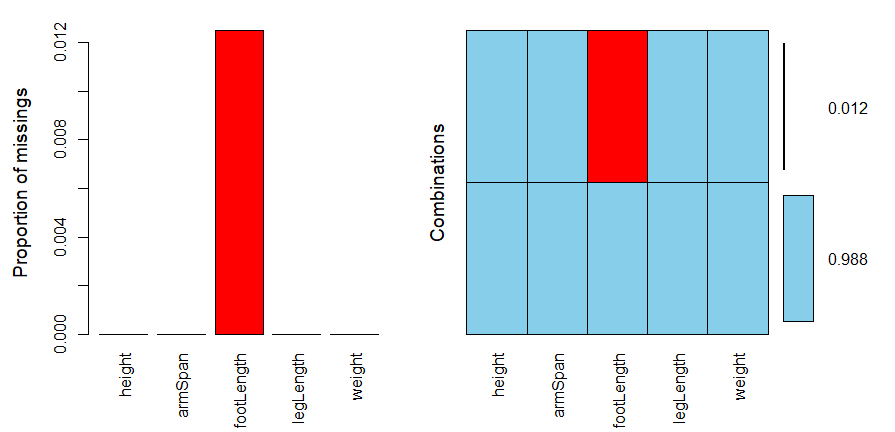 Proportion of missings
0.012
0.008
0.004
0.000
height
armSpan
footLength
legLength
weight
Combinations
height
armSpan
footLength
legLength
weight
0.012
0.988